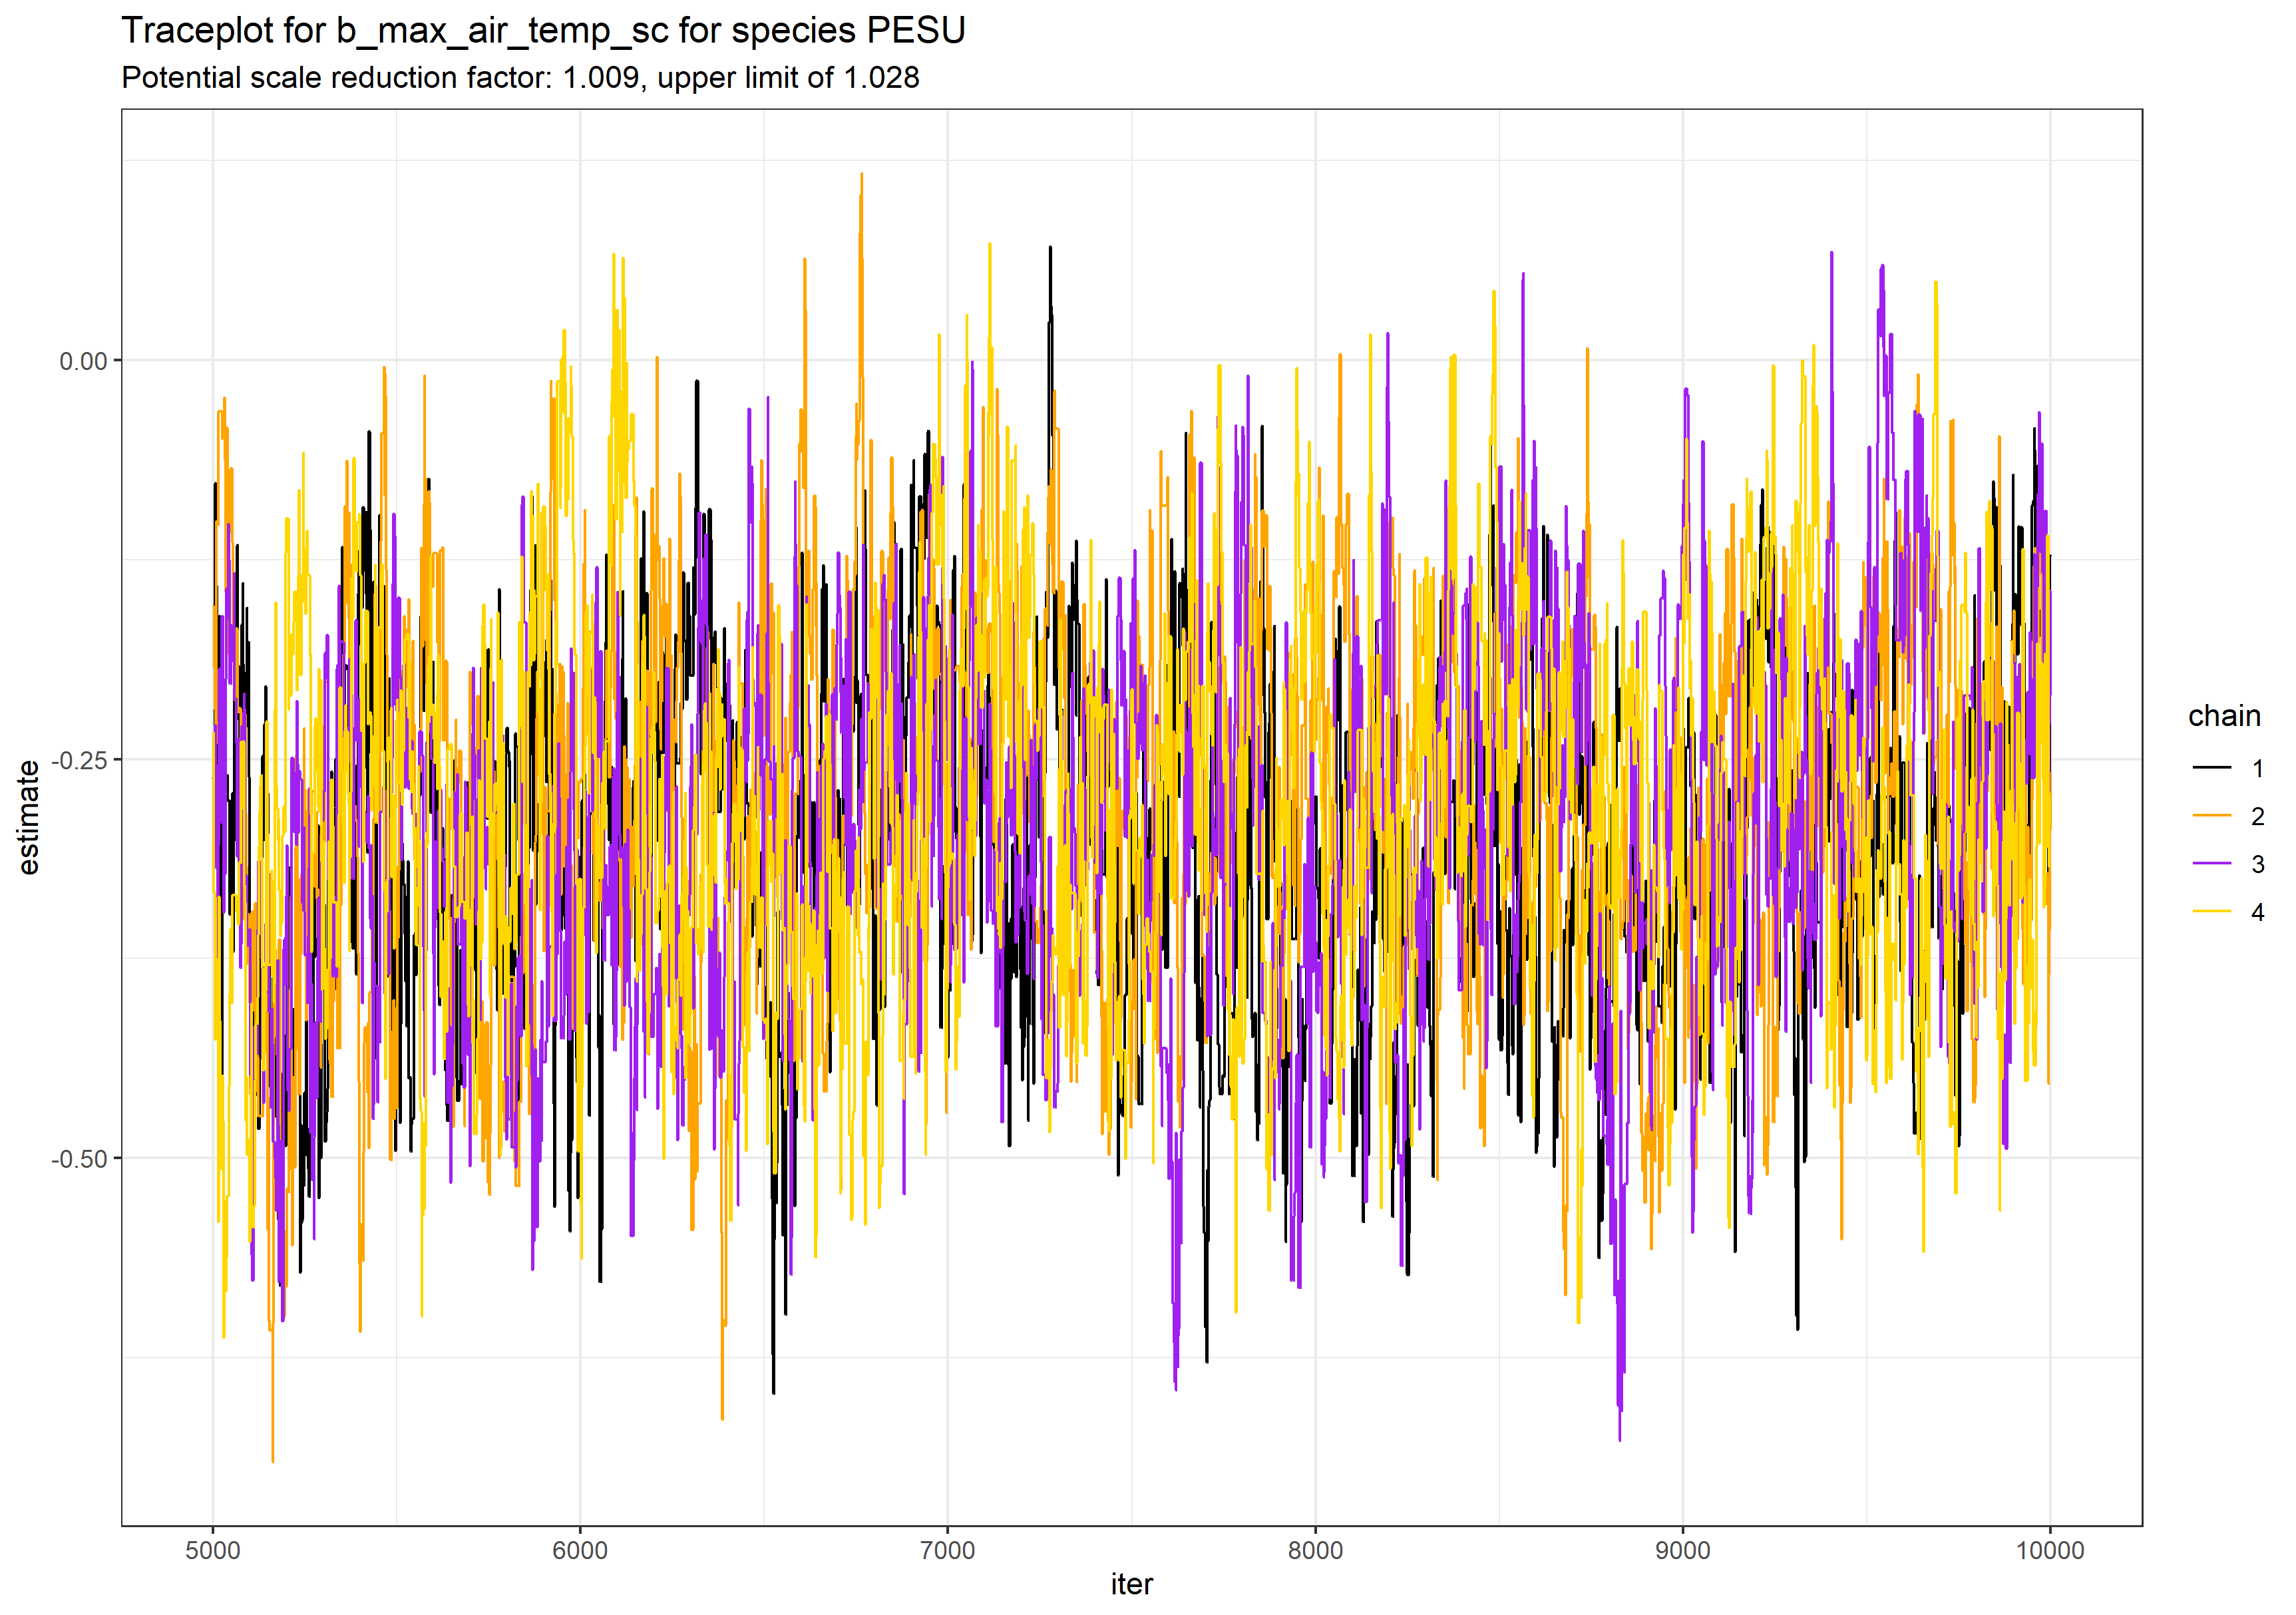 Traceplot for b_max_air_temp_sc for species PESU
Potential scale reduction factor: 1.009, upper limit of 1.028
0.00
-0.25
-0.50
estimate
5000 6000 7000 8000 9000 10000
iter
chain
1
2
3
4